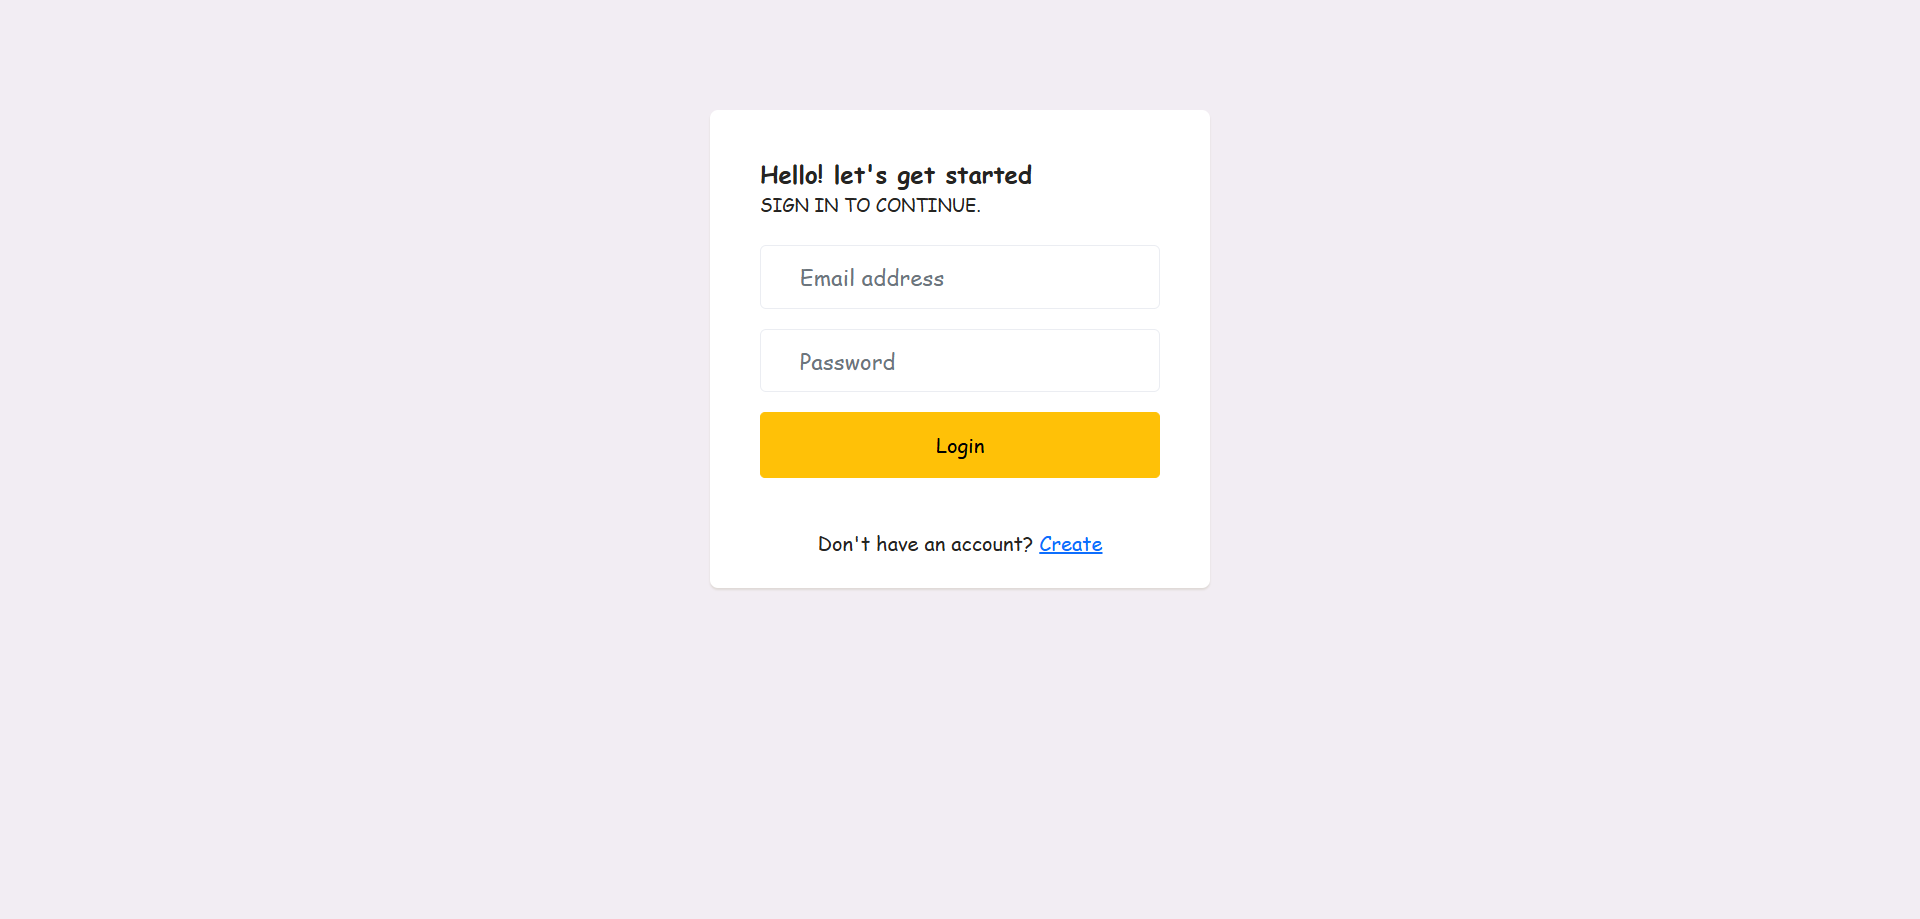 Hello! let's get started
SIGN IN TO CONTINUE.
Email address
Password
Login
Don't have an account? Create